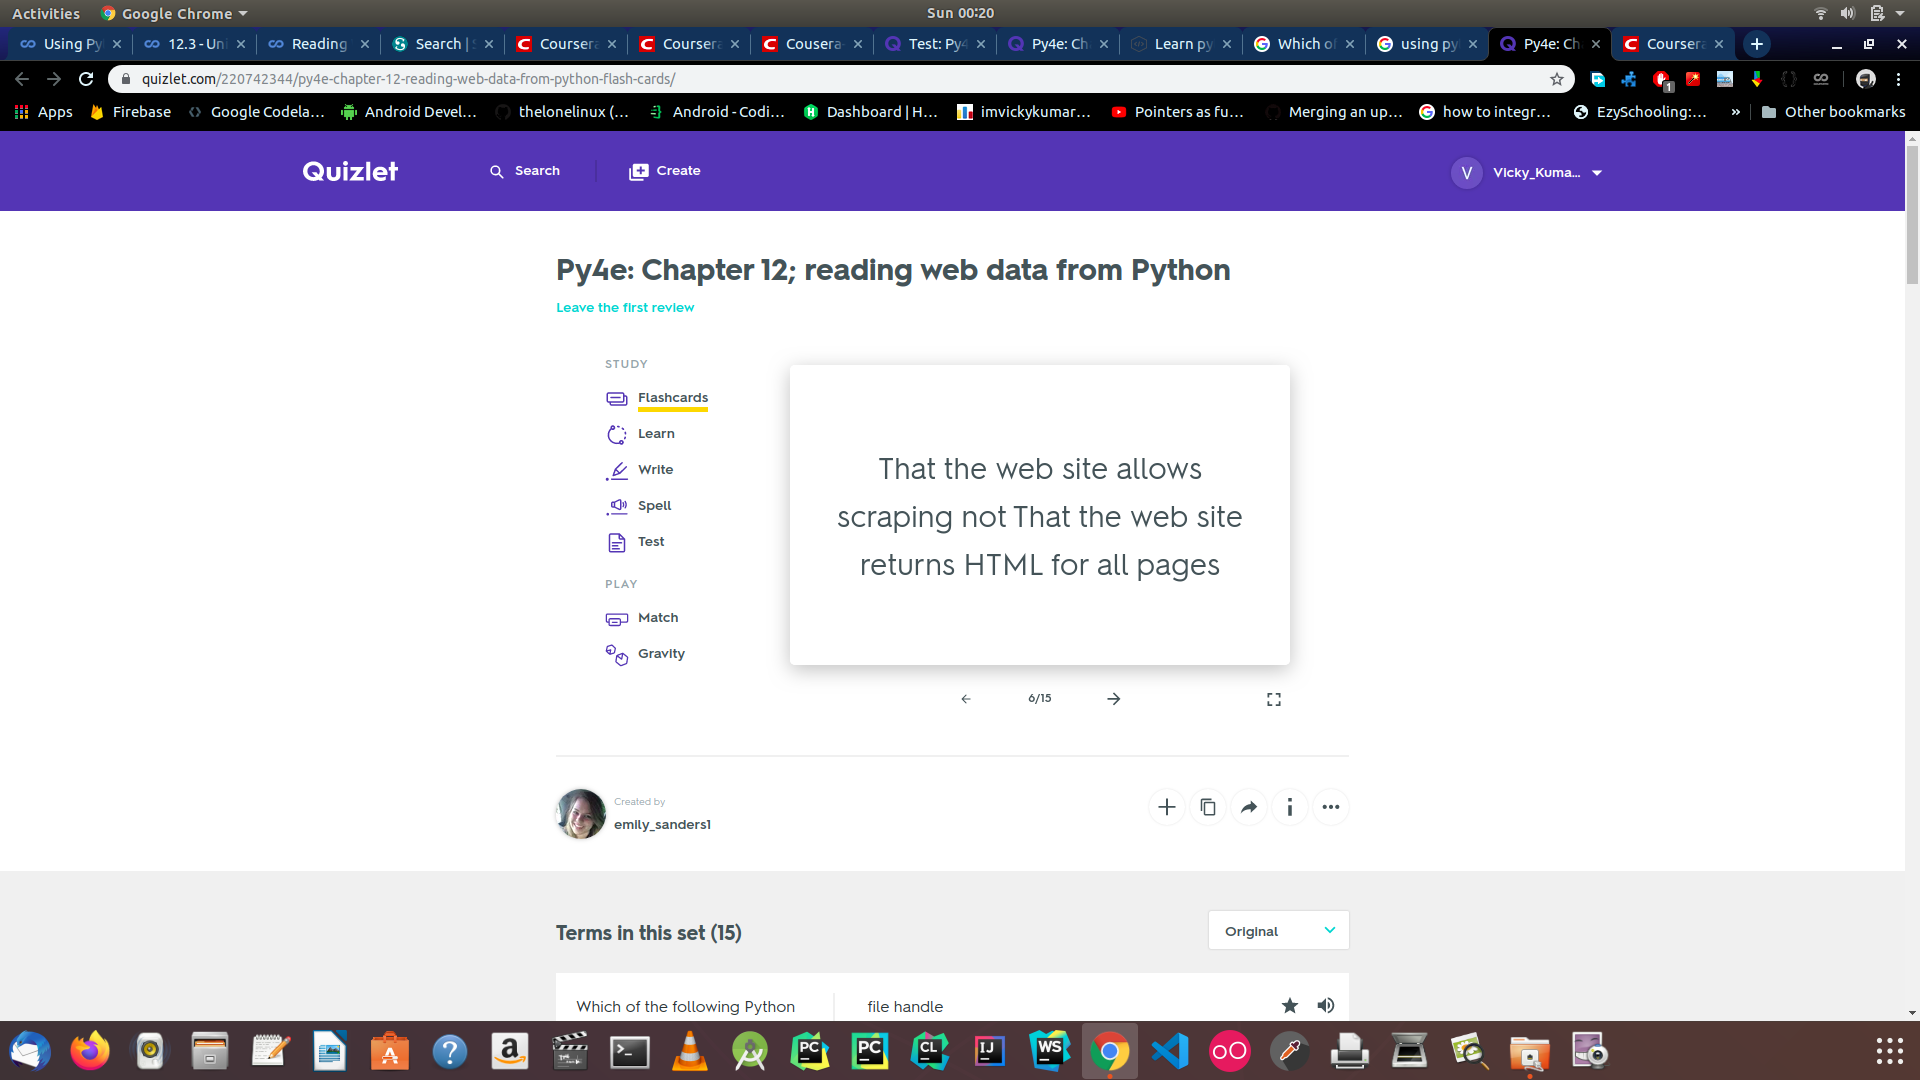 Activities
Google Chrome
Sun 00:20
Using Py
12.3 - Uni
Reading
Search | S
Coursera
Coursera
Cousera
Test: Py4
Py4e: Ch
Learn py
Which of
using py
Py4e: Ch
Coursera
quizlet.com/220742344/py4e-chapter-12-reading-web-data-from-python-flash-cards/
1
Apps
Firebase
Google Codela...
Android Devel...
thelonelinux (...
Android - Codi...
Dashboard | H...
imvickykumar...
Pointers as fu...
Merging an up...
how to integr...
EzySchooling:...
»
Other bookmarks
Quizlet
Search
Create
V
VIcky_Kuma...
Py4e: Chapter 12; reading web data from Python
Leave the first review
STUDY
Flashcards
Learn
Write
Spell
Test
PLAY
Match
Gravity
That the web site allows
scraping not That the web site
returns HTML for all pages
6/15
Created by
emily_sanders1
Terms in this set (15)
Original
Which of the following Python
file handle